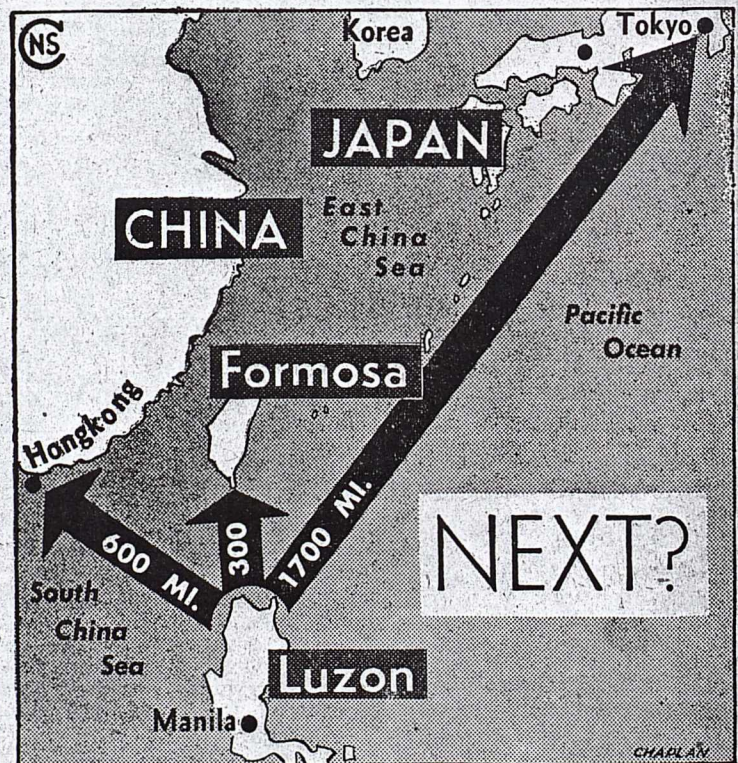 CNS
Korea
Tokyo
JAPAN
CHINA
East
China
Sea
Pacific
Ocean
Formosa
Hongkong
600 MI.
300
1700 MI.
NEXT?
South
China
Sea
Luzon
Manila
CHAPLAN